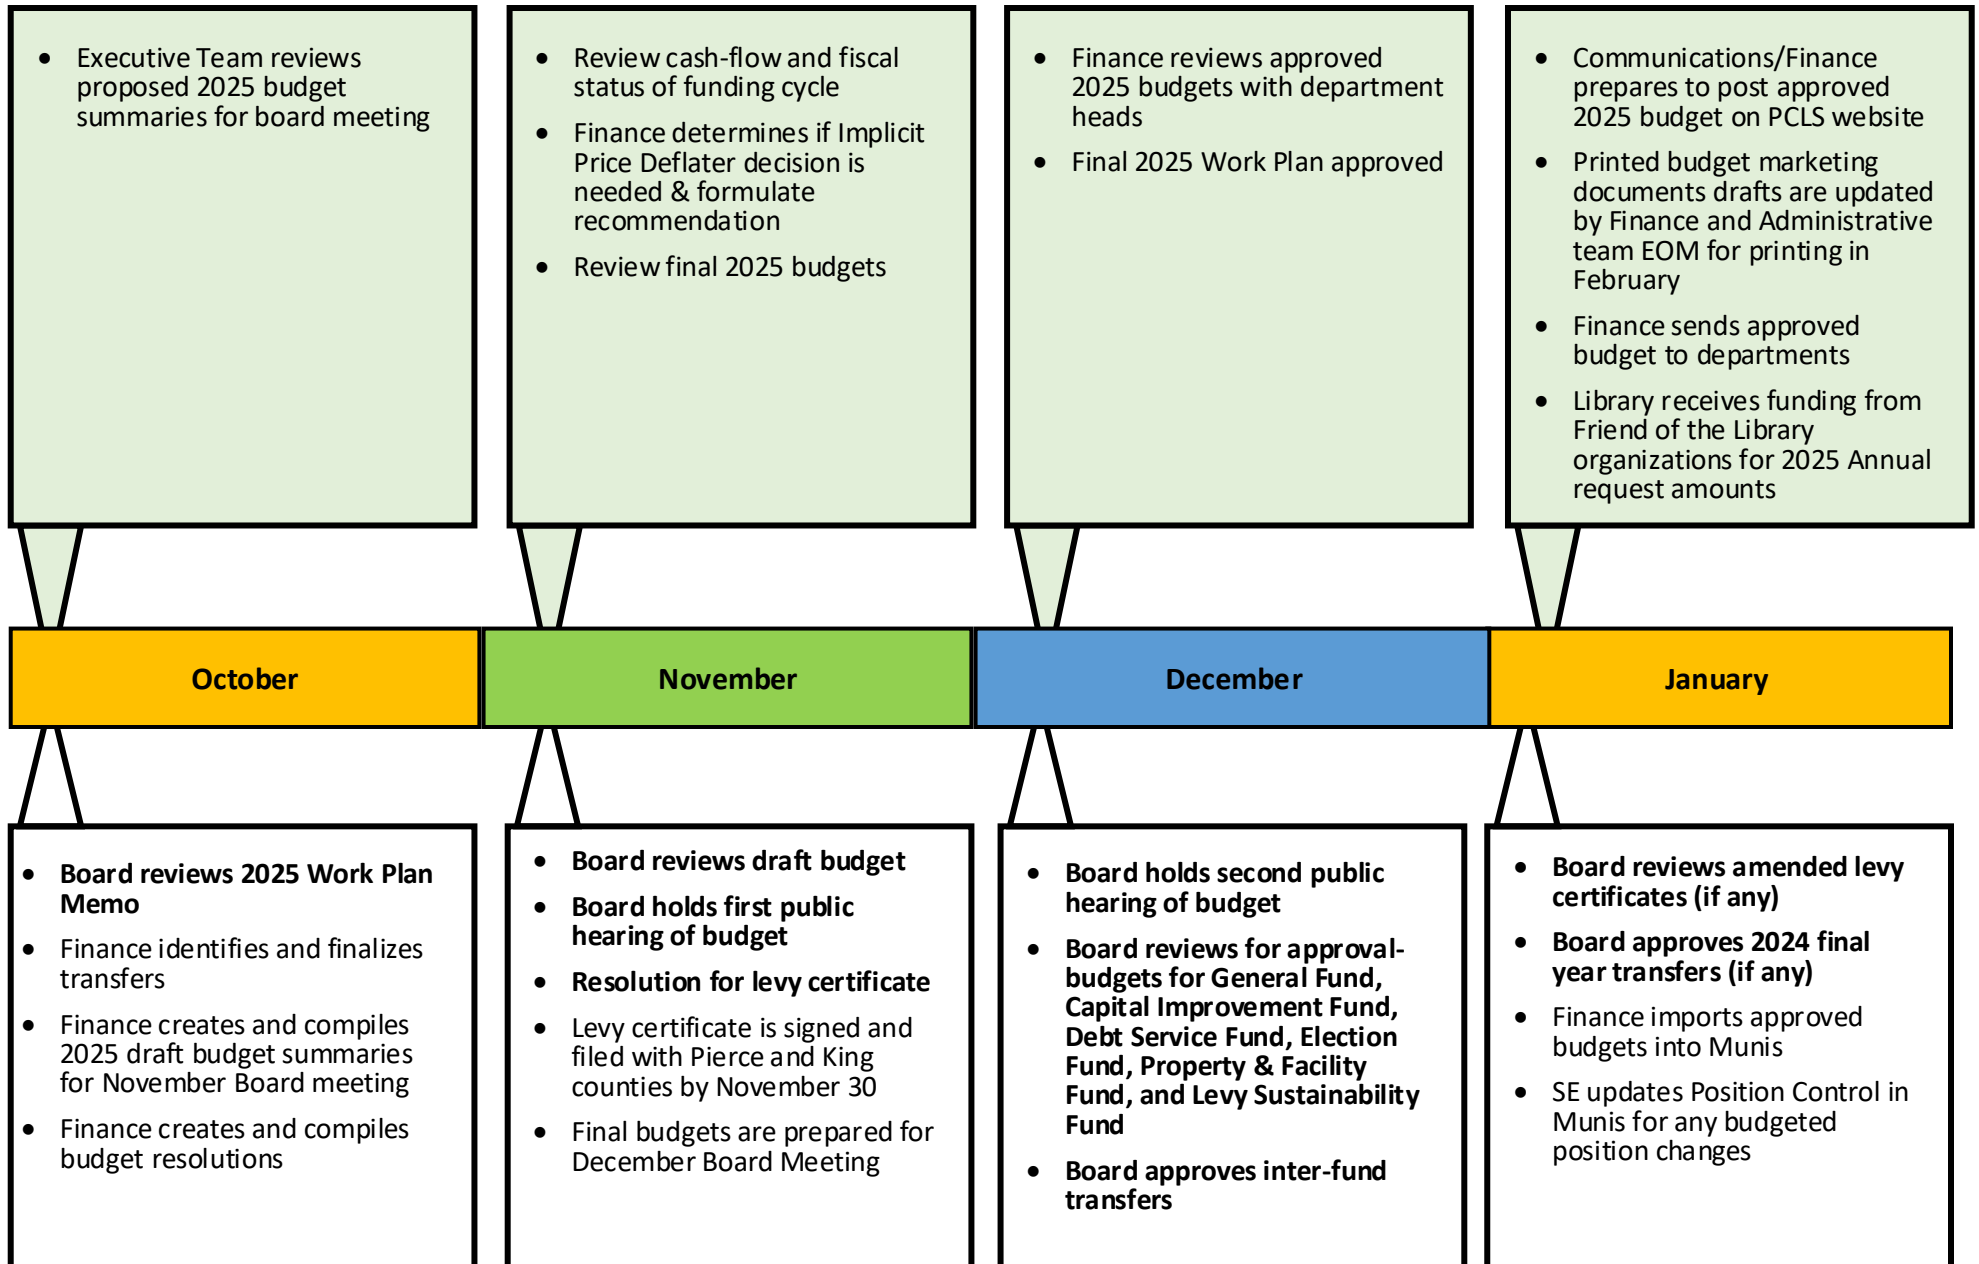 • Executive Team reviews
proposed 2025 budget
summaries for board meeting
• Review cash-flow and fiscal
status of funding cycle
• Finance determines if Implicit
Price Deflater decision is
needed & formulate
recommendation
• Review final 2025 budgets
• Finance reviews approved
2025 budgets with department
heads
• Final 2025 Work Plan approved
• Communications/Finance
prepares to post approved
2025 budget on PCLS website
• Printed budget marketing
documents drafts are updated
by Finance and Administrative
team EOM for printing in
February
• Finance sends approved
budget to departments
• Library receives funding from
Friend of the Library
organizations for 2025 Annual
request amounts
October
November
December
January
• Board reviews 2025 Work Plan
Memo
• Finance identifies and finalizes
transfers
• Finance creates and compiles
2025 draft budget summaries
for November Board meeting
• Finance creates and compiles
budget resolutions
• Board reviews draft budget
• Board holds first public
hearing of budget
• Resolution for levy certificate
• Levy certificate is signed and
filed with Pierce and King
counties by November 30
• Final budgets are prepared for
December Board Meeting
• Board holds second public
hearing of budget
• Board reviews for approval-
budgets for General Fund,
Capital Improvement Fund,
Debt Service Fund, Election
Fund, Property & Facility
Fund, and Levy Sustainability
Fund
• Board approves inter-fund
transfers
• Board reviews amended levy
certificates (if any)
• Board approves 2024 final
year transfers (if any)
• Finance imports approved
budgets into Munis
• SE updates Position Control in
Munis for any budgeted
position changes